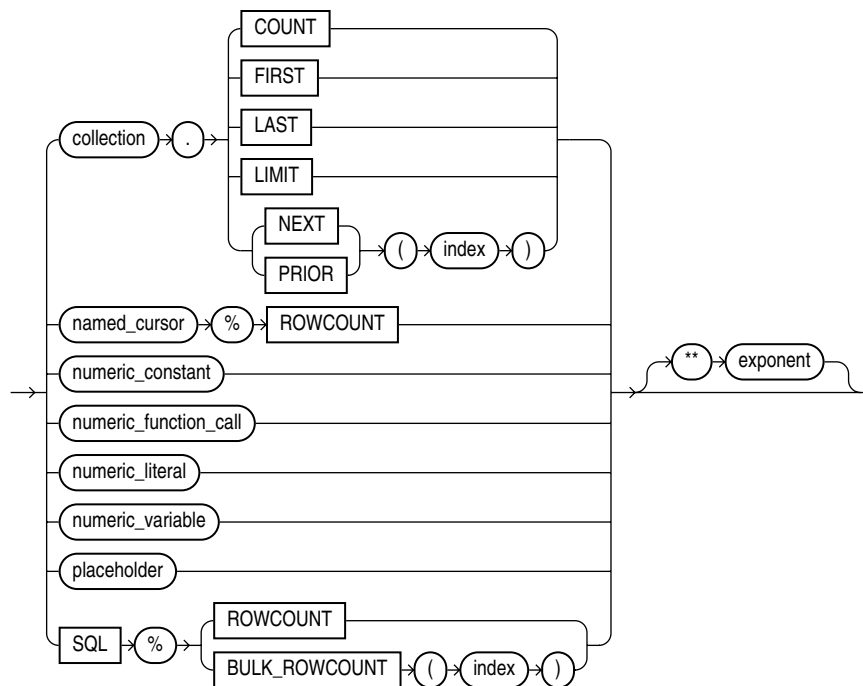 COUNT
FIRST
LAST
collection .
LIMIT
NEXT
PRIOR ( index )
named_cursor % ROWCOUNT
** exponent
numeric_constant
numeric_function_call
numeric_literal
numeric_variable
placeholder
ROWCOUNT
SQL %
BULK_ROWCOUNT ( index )